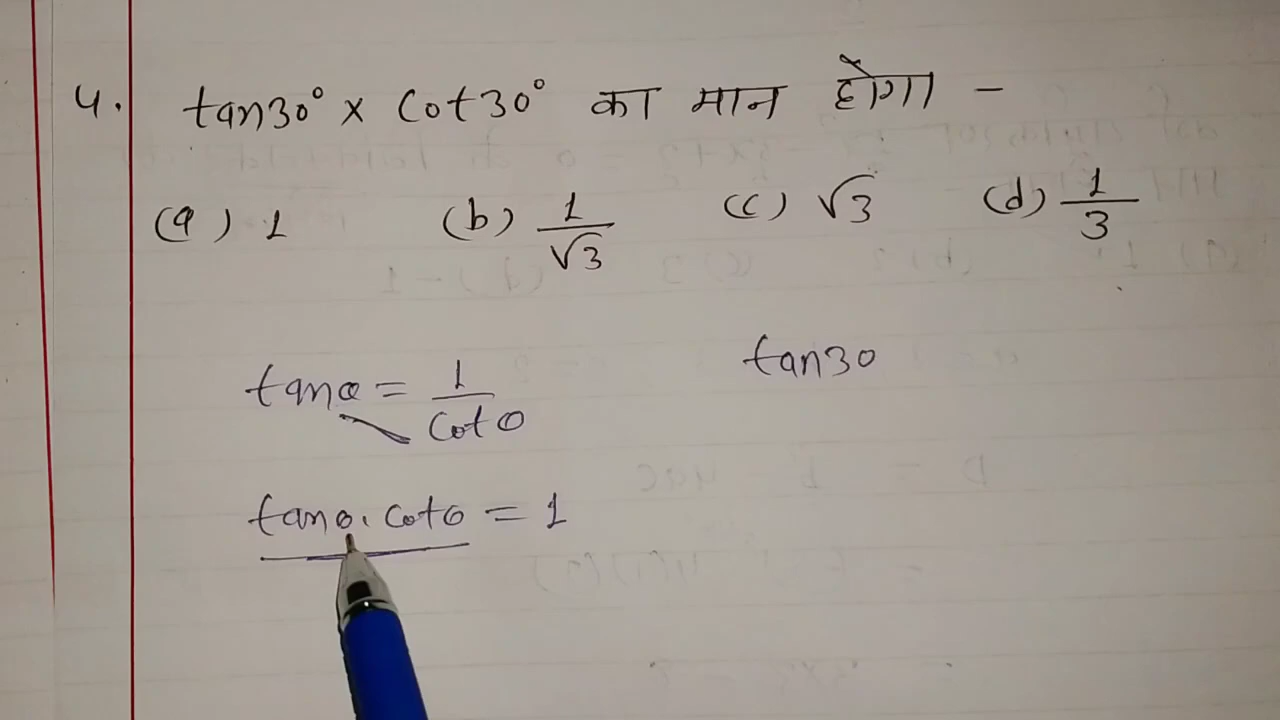 4. tan30° × Cot30° का मान होगा –
(a) 1 (b) 1/√3 (c) √3 (d) 1/3
tanθ = 1/Cotθ
tan30
tanθ. Cotθ = 1